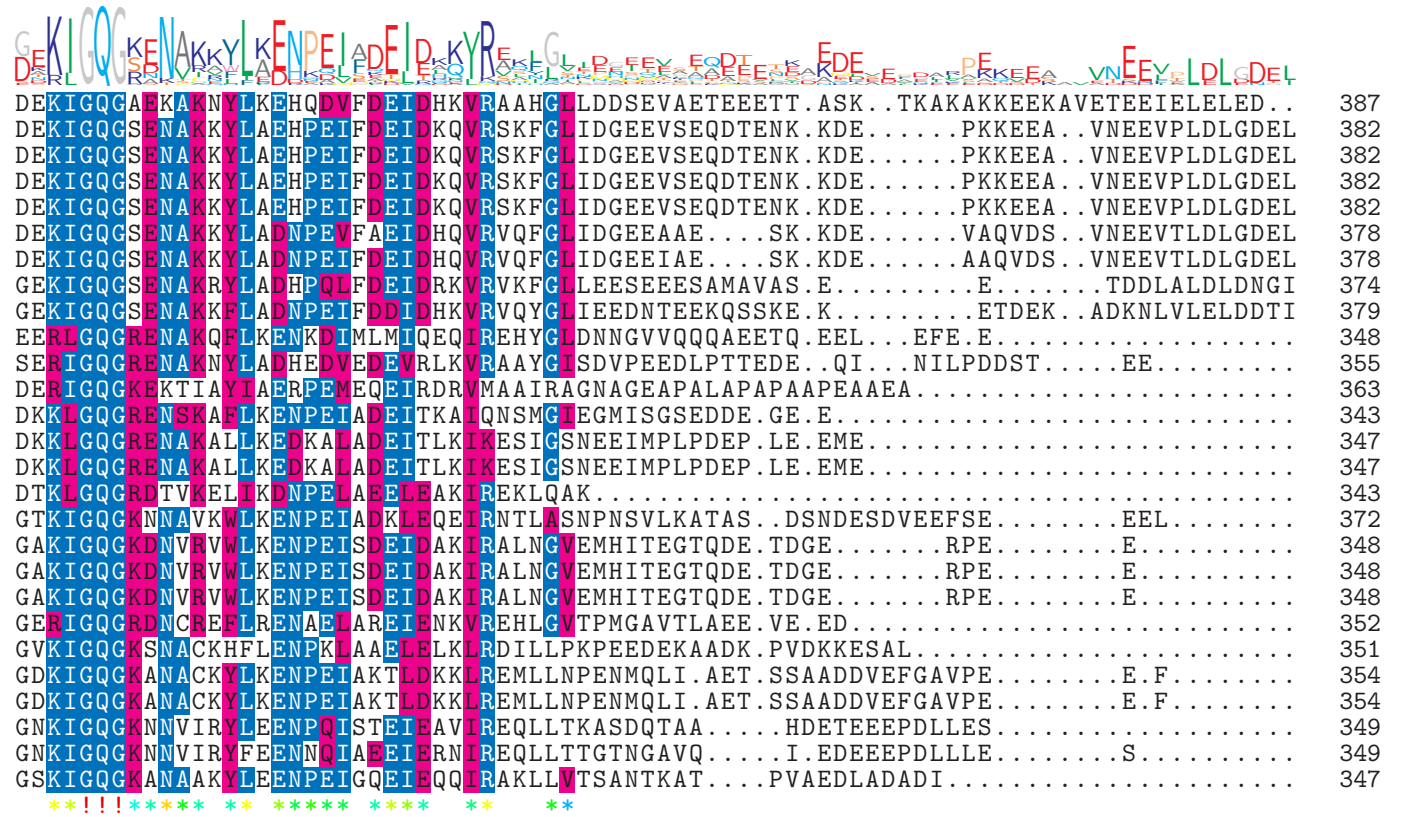 DEKIGQGAEKAKNYLKEHQDVFDEIDHKVRAAHGLLDDSEVAETEEETT.ASK..TKAKAKKEEKAVETEEIELELED.. 387
DEKIGQGSENAKKYLAEHPEIFDEIDKQVRSKFGLIDGEEVSEQDTENK.KDE......PKKEEA..VNEEVPLDLGDEL 382
DEKIGQGSENAKKYLAEHPEIFDEIDKQVRSKFGLIDGEEVSEQDTENK.KDE......PKKEEA..VNEEVPLDLGDEL 382
DEKIGQGSENAKKYLAEHPEIFDEIDKQVRSKFGLIDGEEVSEQDTENK.KDE......PKKEEA..VNEEVPLDLGDEL 382
DEKIGQGSENAKKYLAEHPEIFDEIDKQVRSKFGLIDGEEVSEQDTENK.KDE......PKKEEA..VNEEVPLDLGDEL 382
DEKIGQGSENAKKYLADNPEVFAEIDHQVRVQFGLIDGEEAAE....SK.KDE......VAQVDS..VNEEVTLDLGDEL 378
DEKIGQGSENAKKYLADNPEIFDEIDHQVRVQFGLIDGEEIAE....SK.KDE......AAQVDS..VNEEVTLDLGDEL 378
GEKIGQGSENAKRYLADHPQLFDEIDRKVRVKFGLLEESEEESAMAVAS.E.........E.......TDDLALDLDNGI 374
GEKIGQGSENAKKFLADNPEIFDDIDHKVRVQYGLIEEDNTEEKQSSKE.K.........ETDEK..ADKNLVLELDDTI 379
EERLGQGRENAKQFLKENKDIMLMIQEQIREHYGLDNNGVVQQQAEETQ.EEL...EFE.E................... 348
SERIGQGRENAKNYLADHEDVEDEVRLKVRAAYGISDVPEEDLPTTEDE..QI...NILPDDST.....EE......... 355
DERIGQGKEKTIAYIAERPEMEQEIRDRVMAAIRAGNAGEAPALAPAPAAPEAAEA........................ 363
DKKLGQGRENSKAFLKENPEIADEITKAIQNSMGIEGMISGSEDDE.GE.E............................. 343
DKKLGQGRENAKALLKEDKALADEITLKIKESIGSNEEIMPLPDEP.LE.EME........................... 347
DKKLGQGRENAKALLKEDKALADEITLKIKESIGSNEEIMPLPDEP.LE.EME........................... 347
DTKLGQGRDTVKELIKDNPELAEELEAKIREKLQAK............................................ 343
GTKIGQGKNNAVKWLKENPEIADKLEQEIRNTLASNPNSVLKATAS..DSNDESDVEEFSE........EEL........ 372
GAKIGQGKDNVRVWLKENPEISDEIDAKIRALNGVEMHITEGTQDE.TDGE.......RPE........E.......... 348
GAKIGQGKDNVRVWLKENPEISDEIDAKIRALNGVEMHITEGTQDE.TDGE.......RPE........E.......... 348
GAKIGQGKDNVRVWLKENPEISDEIDAKIRALNGVEMHITEGTQDE.TDGE.......RPE........E.......... 348
GERIGQGRDNCREFLRENAELAREIENKVREHLGVTPMGAVTLAEE.VE.ED............................ 352
GVKIGQGKSNACKHFLENPKLAAELELKLRDILLPKPEEDEKAADK.PVDKKESAL........................ 351
GDKIGQGKANACKYLKENPEIAKTLDKKLREMLLNPENMQLI.AET.SSAADDVEFGAVPE........E.F........ 354
GDKIGQGKANACKYLKENPEIAKTLDKKLREMLLNPENMQLI.AET.SSAADDVEFGAVPE........E.F........ 354
GNKIGQGKNNVIRYLEENPQISTEIEAVIREQLLTKASDQTAA.....HDETEEEPDLLES................... 349
GNKIGQGKNNVIRYFEENNQIAEEIERNIREQLLTTGTNGAVQ.....I.EDEEEPDLLLE........S.......... 349
GSKIGQGKANAAKYLEENPEIGQEIEQQIRAKLLVTSANTKAT.....PVAEDLADADI..................... 347
**!!!***** ** ***** **** ** **